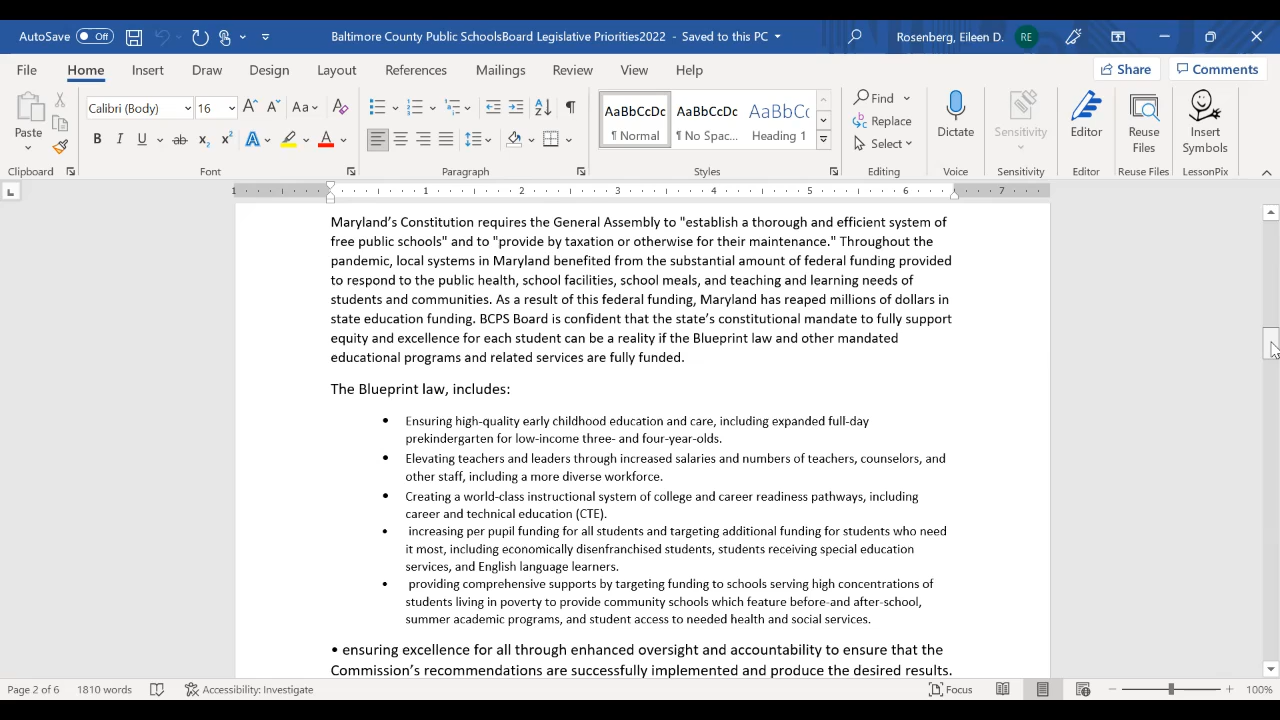 AutoSave Off
Baltimore County Public SchoolsBoard Legislative Priorities2022 - Saved to this PC
Rosenberg, Eileen D. RE
File Home Insert Draw Design Layout References Mailings Review View Help
Share Comments
Calibri (Body) 16
Paste
Clipboard Font Paragraph Styles Editing Voice Sensitivity Editor Reuse Files LessonPix
AaBbCcDc AaBbCcDc AaBbCc
¶ Normal ¶ No Spac... Heading 1
Find
Replace
Select
Dictate
Sensitivity
Editor
Reuse
Files
Insert
Symbols
1 1 2 3 4 5 6 7
Maryland’s Constitution requires the General Assembly to "establish a thorough and efficient system of
free public schools" and to "provide by taxation or otherwise for their maintenance." Throughout the
pandemic, local systems in Maryland benefited from the substantial amount of federal funding provided
to respond to the public health, school facilities, school meals, and teaching and learning needs of
students and communities. As a result of this federal funding, Maryland has reaped millions of dollars in
state education funding. BCPS Board is confident that the state’s constitutional mandate to fully support
equity and excellence for each student can be a reality if the Blueprint law and other mandated
educational programs and related services are fully funded.
The Blueprint law, includes:
• Ensuring high-quality early childhood education and care, including expanded full-day
prekindergarten for low-income three- and four-year-olds.
• Elevating teachers and leaders through increased salaries and numbers of teachers, counselors, and
other staff, including a more diverse workforce.
• Creating a world-class instructional system of college and career readiness pathways, including
career and technical education (CTE).
• increasing per pupil funding for all students and targeting additional funding for students who need
it most, including economically disenfranchised students, students receiving special education
services, and English language learners.
• providing comprehensive supports by targeting funding to schools serving high concentrations of
students living in poverty to provide community schools which feature before-and after-school,
summer academic programs, and student access to needed health and social services.
• ensuring excellence for all through enhanced oversight and accountability to ensure that the
Commission’s recommendations are successfully implemented and produce the desired results.
Page 2 of 6 1810 words Accessibility: Investigate Focus 100%